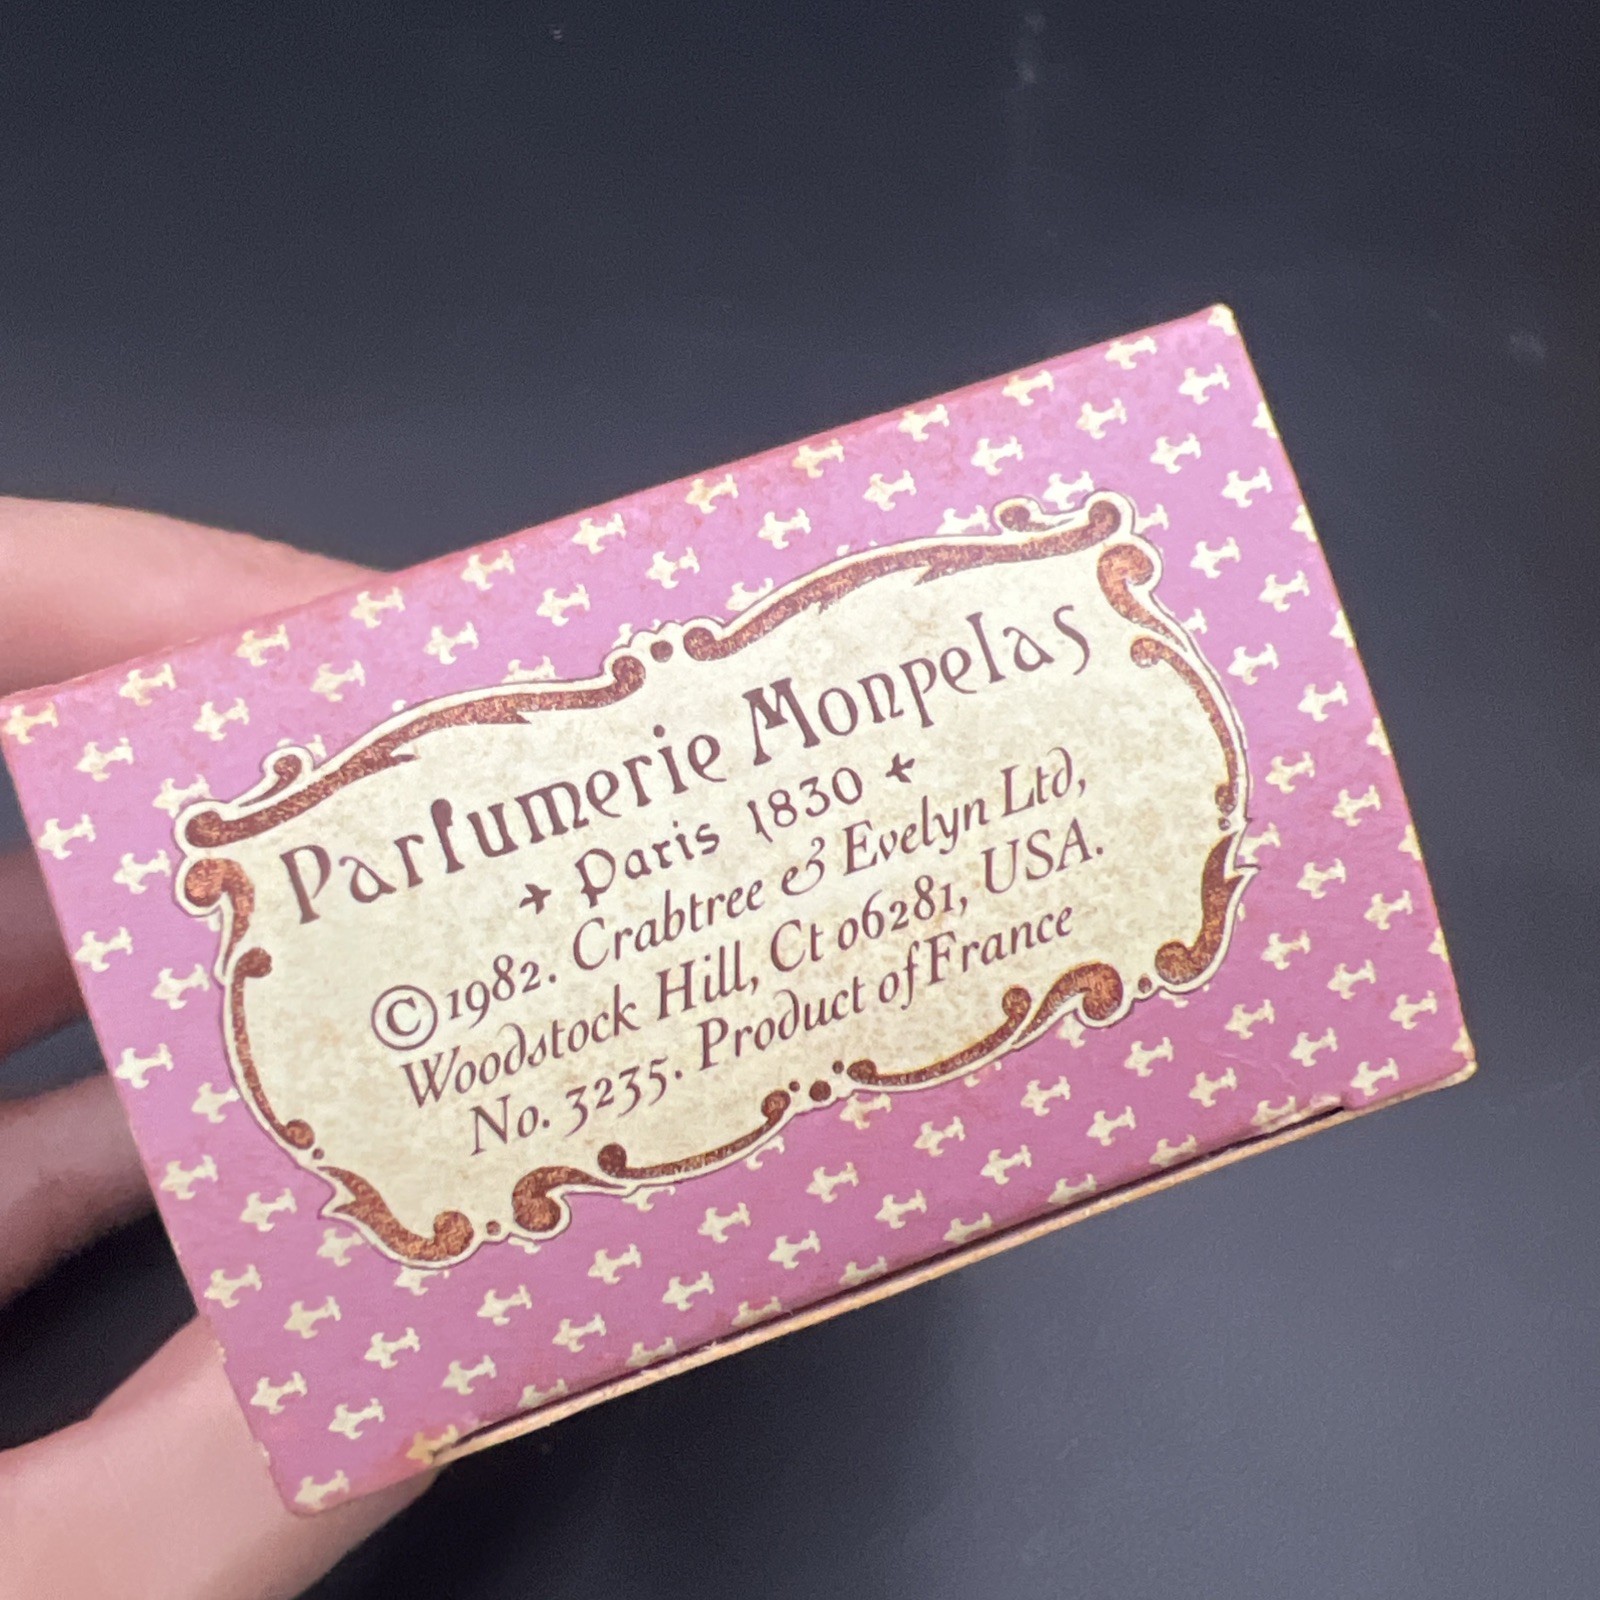 Parfumerie Monpelas
Paris 1830
© 1982. Crabtree & Evelyn Ltd,
Woodstock Hill, Ct 06281, USA.
No. 3235. Product of France